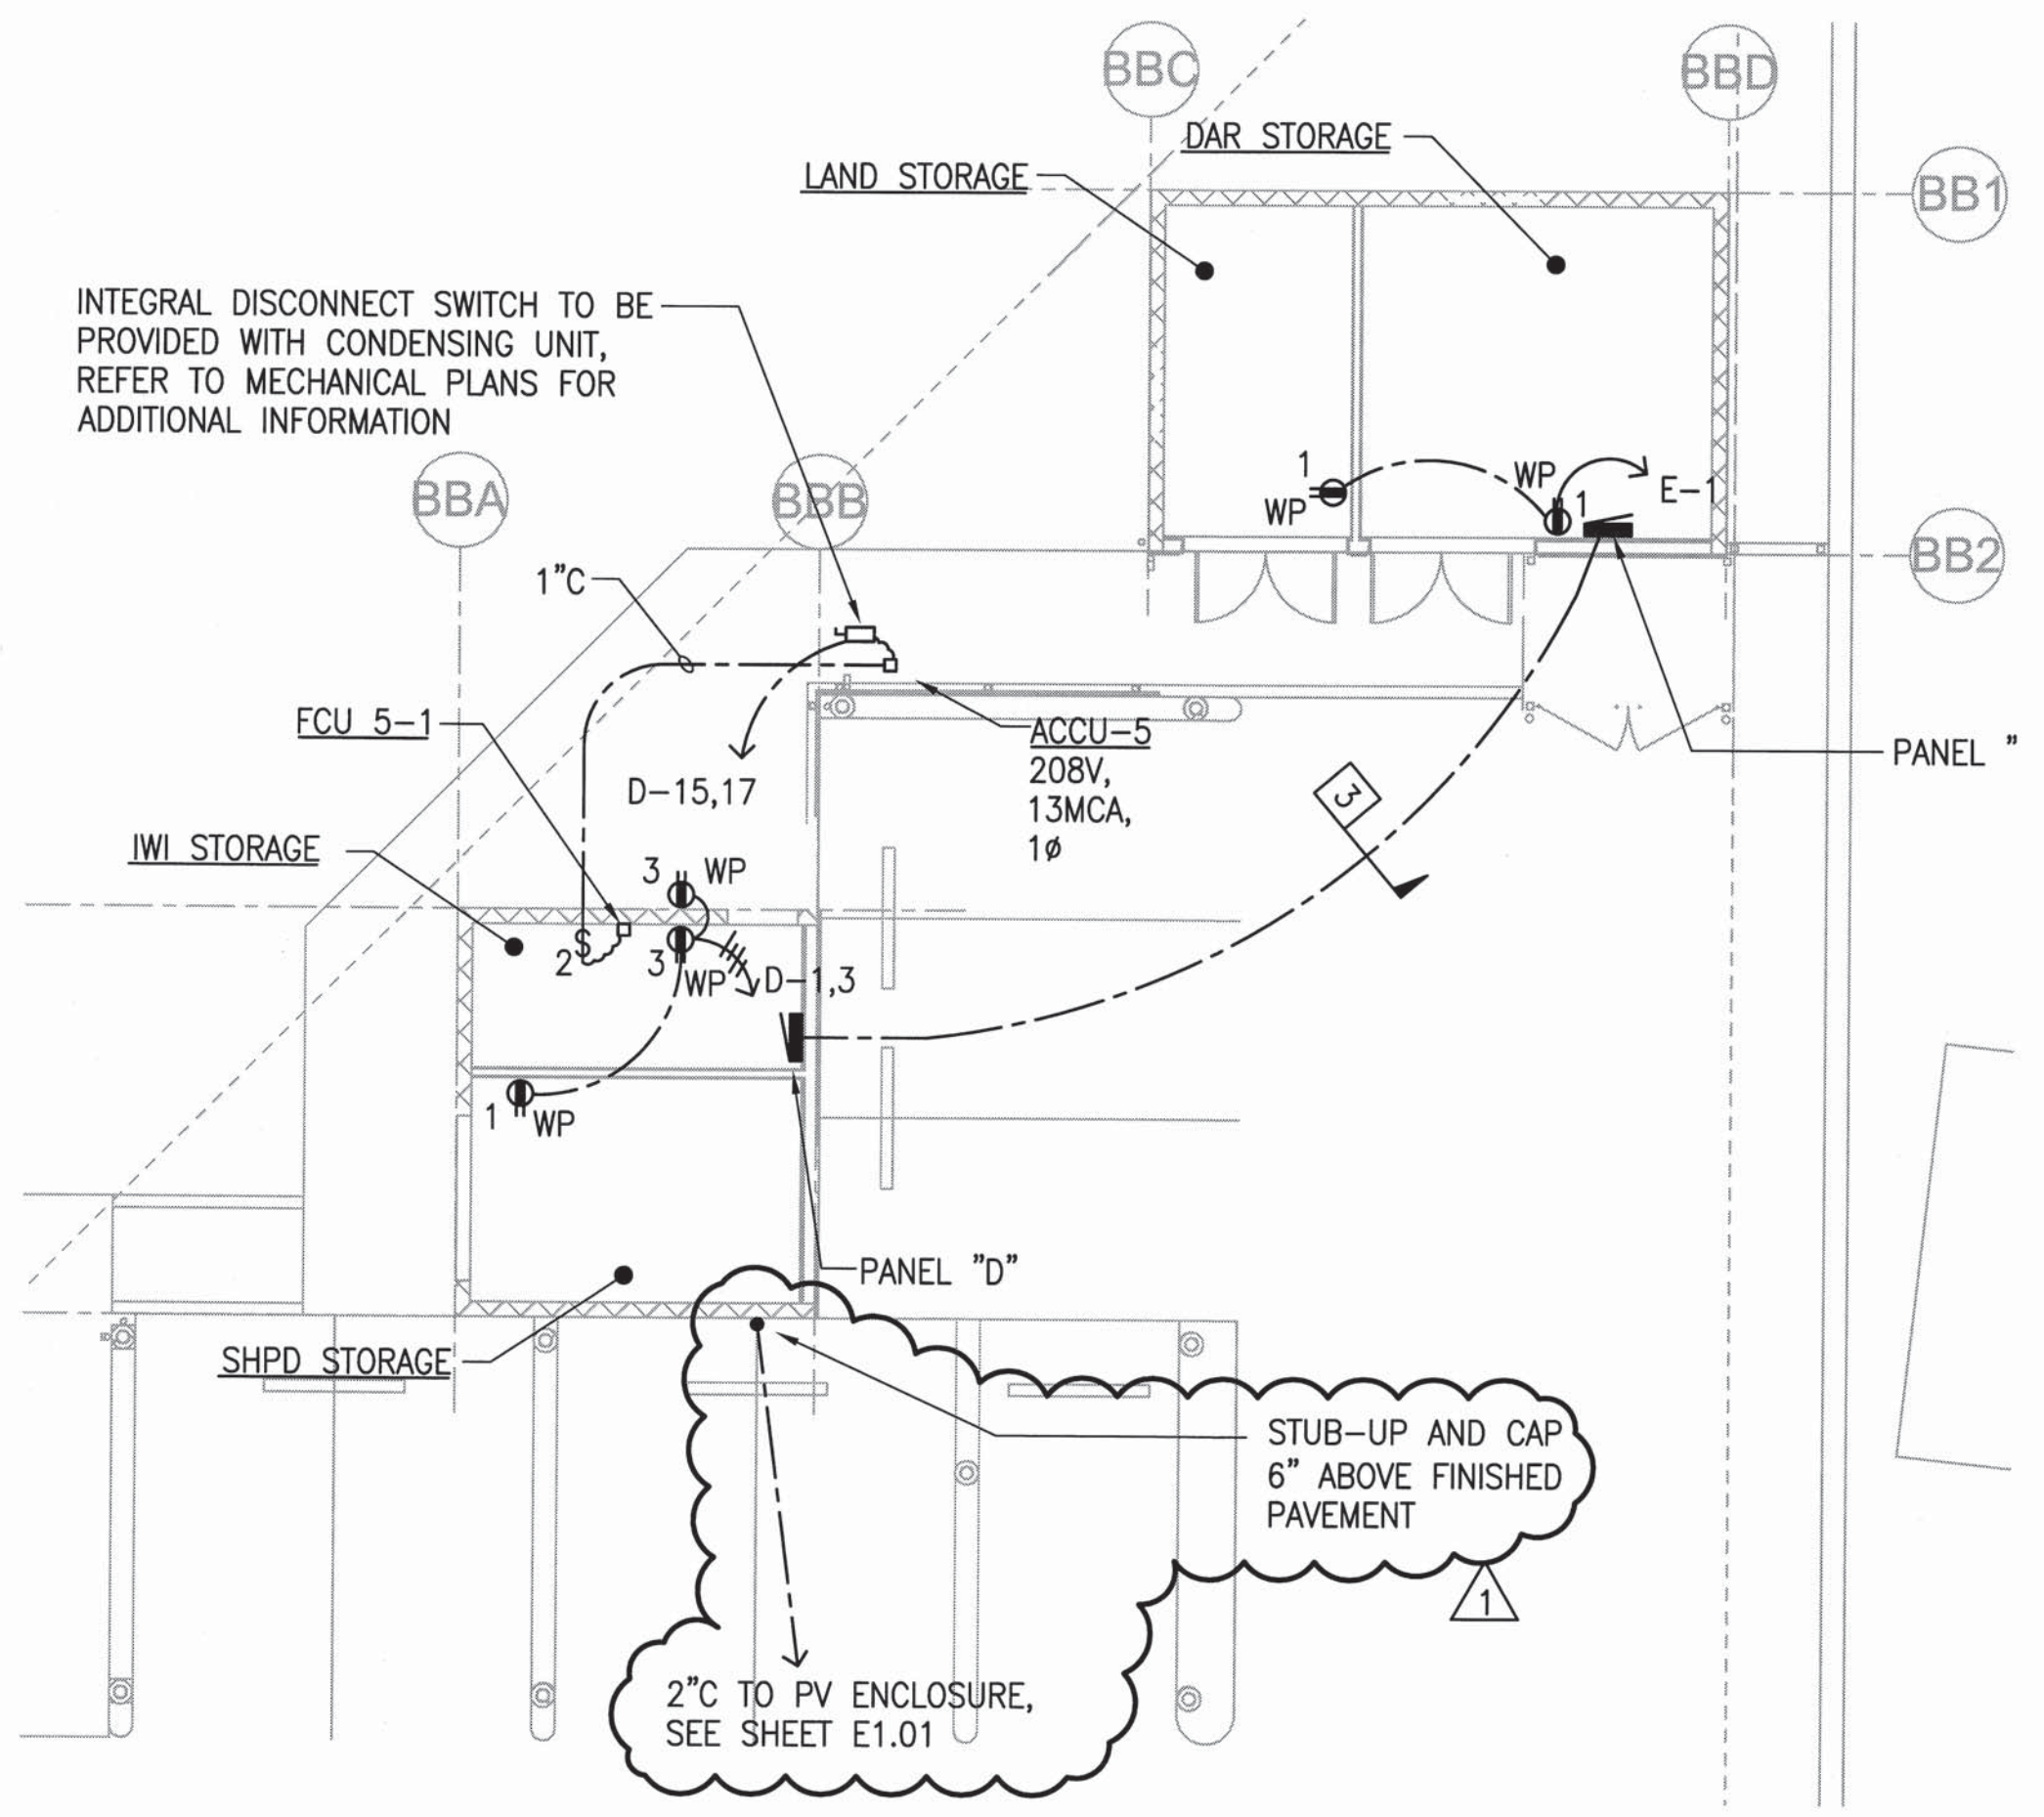 BBC
BBD
DAR STORAGE
LAND STORAGE
BB1
INTEGRAL DISCONNECT SWITCH TO BE
PROVIDED WITH CONDENSING UNIT,
REFER TO MECHANICAL PLANS FOR
ADDITIONAL INFORMATION
BBA
BBB
1
WP
WP
1
E-1
BB2
1"C
FCU 5-1
ACCU-5
208V,
13MCA,
1ø
PANEL "
D-15,17
3
IWI STORAGE
3 WP
2
S
3
WP
D-1,3
1
WP
PANEL "D"
SHPD STORAGE
STUB-UP AND CAP
6" ABOVE FINISHED
PAVEMENT
1
2"C TO PV ENCLOSURE,
SEE SHEET E1.01